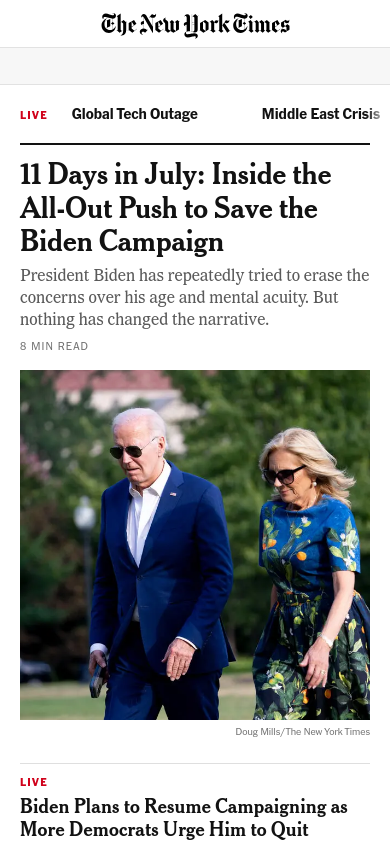 The New York Times
LIVE Global Tech Outage Middle East Crisis
11 Days in July: Inside the
All-Out Push to Save the
Biden Campaign
President Biden has repeatedly tried to erase the
concerns over his age and mental acuity. But
nothing has changed the narrative.
8 MIN READ
Doug Mills/The New York Times
LIVE
Biden Plans to Resume Campaigning as
More Democrats Urge Him to Quit